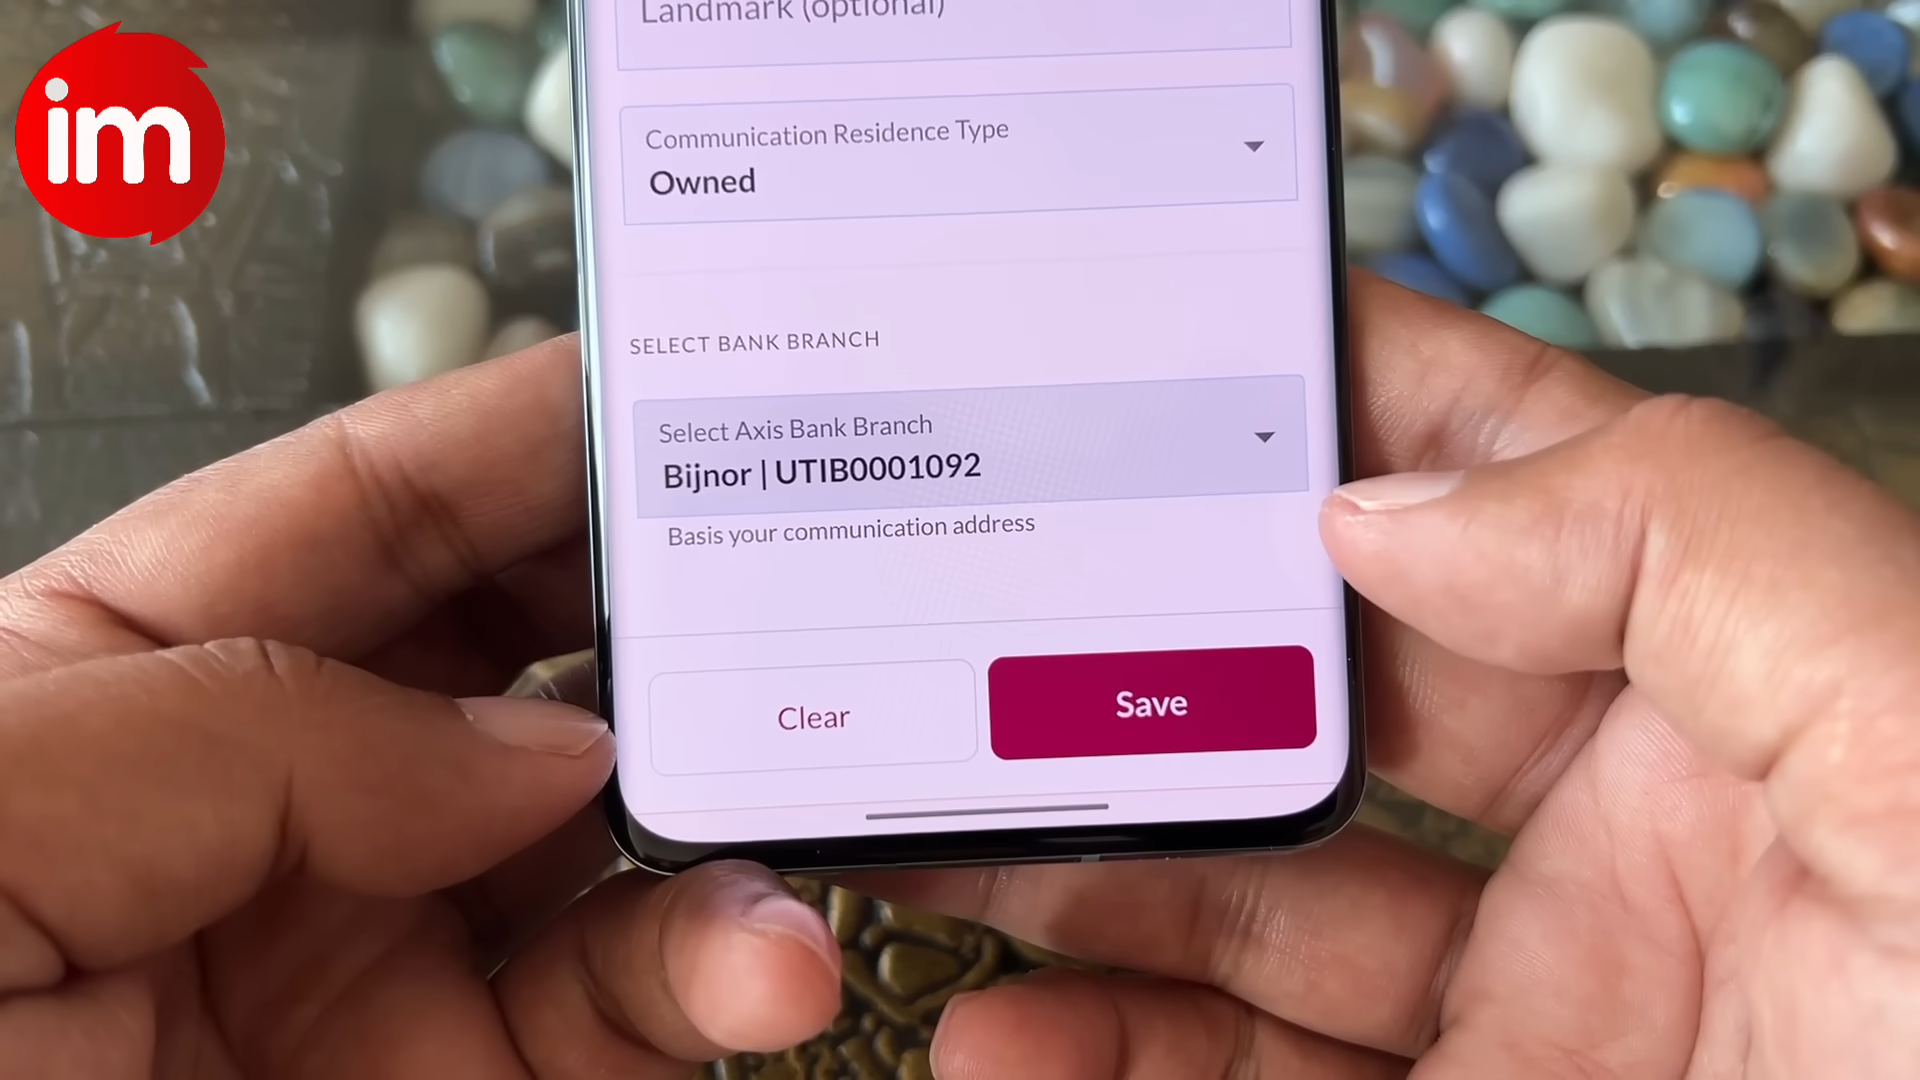 im
Landmark (optional)
Communication Residence Type
Owned
SELECT BANK BRANCH
Select Axis Bank Branch
Bijnor | UTIB0001092
Basis your communication address
Clear
Save